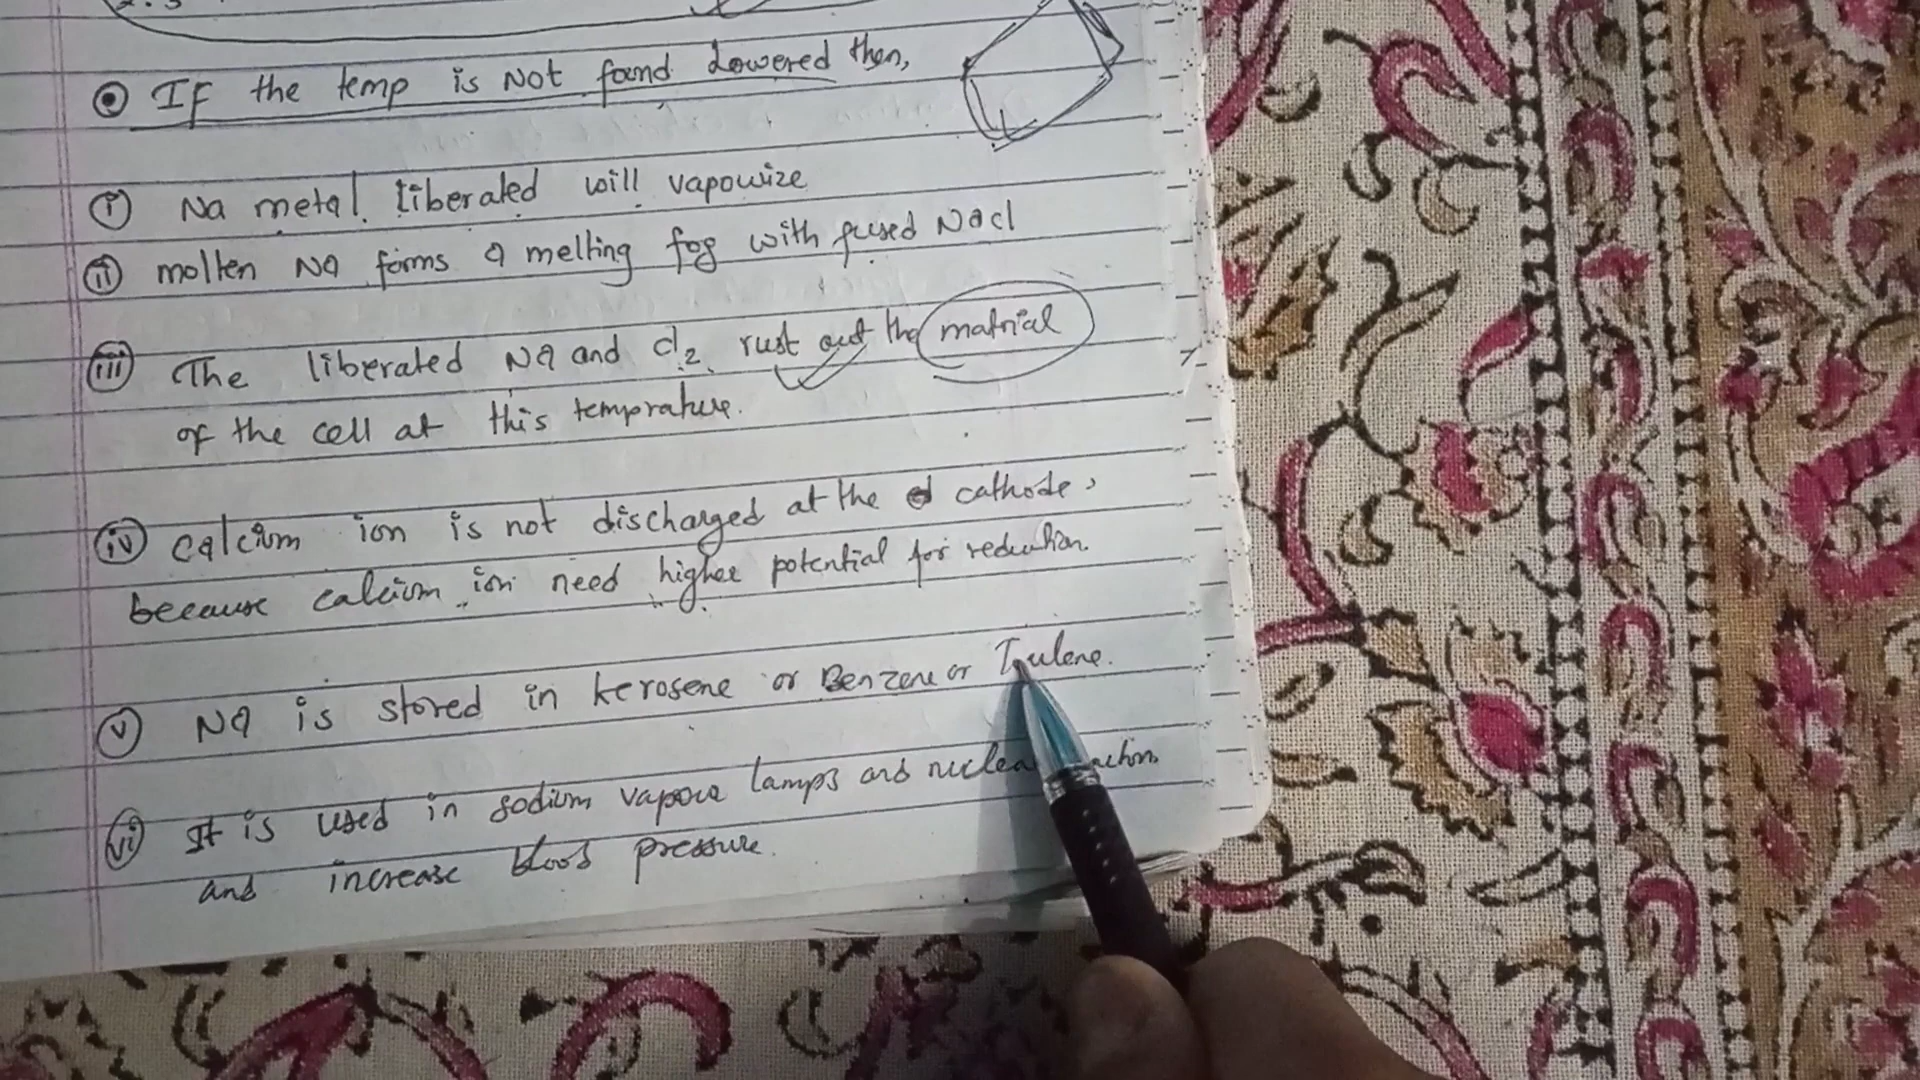 ⊙ IF the temp is Not found Lowered then,
(i) Na metal liberated will vapourize
(ii) molten Na forms a melting fog with fused Nacl
(iii) The liberated Na and cl2 rust out the matrial
of the cell at this temprature.
(iv) calcium ion is not discharged at the cathode,
because calcium ion need higher potential for reduction.
(v) Na is stored in kerosene or Benzene or Toulene.
(vi) It is used in sodium vapour lamps and
and increase blood pressure.